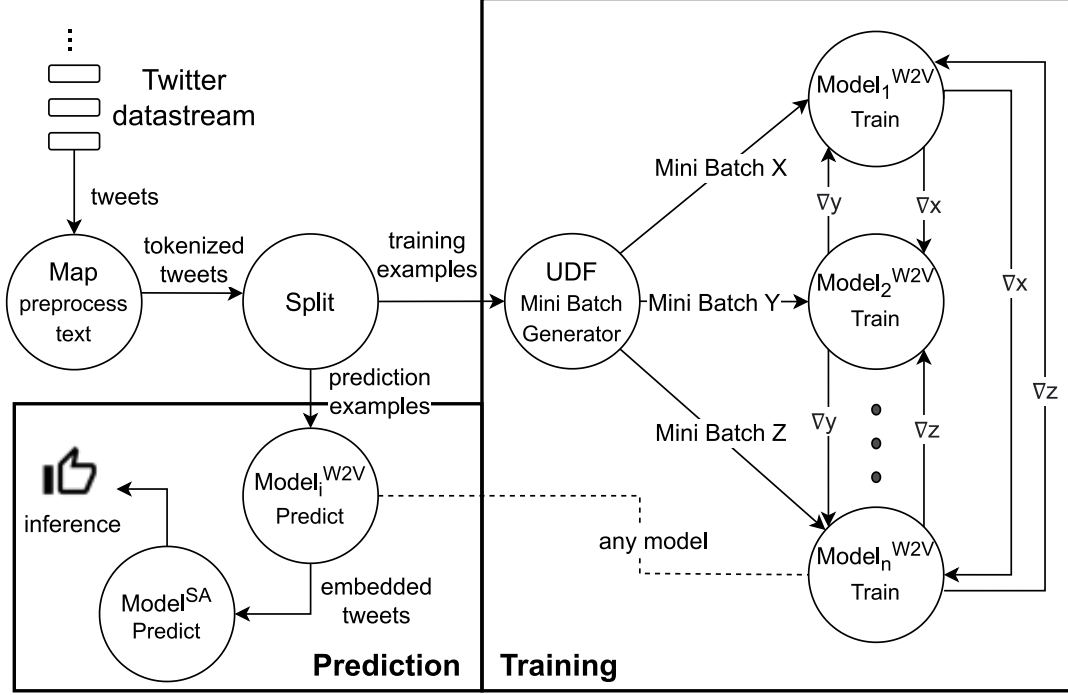 Twitter
datastream
tweets
Map
preprocess
text
tokenized
tweets
Split
training
examples
prediction
examples
UDF
Mini Batch
Generator
Mini Batch X
Mini Batch Y
Mini Batch Z
Model₁ᵂ²ⱽ
Train
∇y
∇x
Model₂ᵂ²ⱽ
Train
∇x
∇z
∇y
∇z
Modelₙᵂ²ⱽ
Train
any model
Modelᵢᵂ²ⱽ
Predict
inference
embedded
tweets
Modelˢᴬ
Predict
Prediction
Training